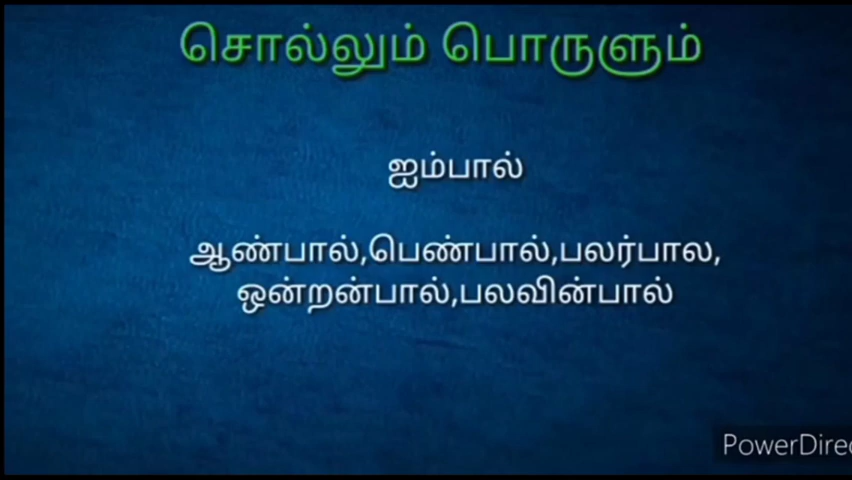 சொல்லும் பொருளும்
ஐம்பால்
ஆண்பால்,பெண்பால்,பலர்பால,
ஒன்றன்பால்,பலவின்பால்
PowerDirec